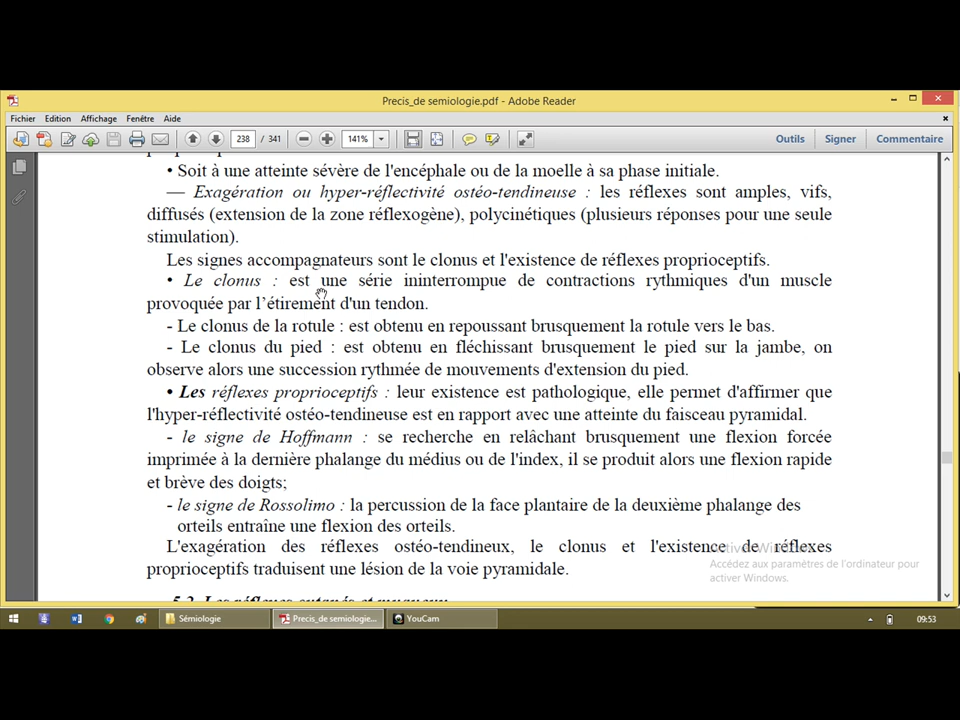 Precis_de semiologie.pdf - Adobe Reader
Fichier Edition Affichage Fenêtre Aide
238 / 341 141% Outils Signer Commentaire
• Soit à une atteinte sévère de l'encéphale ou de la moelle à sa phase initiale.
— Exagération ou hyper-réflectivité ostéo-tendineuse : les réflexes sont amples, vifs,
diffusés (extension de la zone réflexogène), polycinétiques (plusieurs réponses pour une seule
stimulation).
Les signes accompagnateurs sont le clonus et l'existence de réflexes proprioceptifs.
• Le clonus : est une série ininterrompue de contractions rythmiques d'un muscle
provoquée par l’étirement d'un tendon.
- Le clonus de la rotule : est obtenu en repoussant brusquement la rotule vers le bas.
- Le clonus du pied : est obtenu en fléchissant brusquement le pied sur la jambe, on
observe alors une succession rythmée de mouvements d'extension du pied.
• Les réflexes proprioceptifs : leur existence est pathologique, elle permet d'affirmer que
l'hyper-réflectivité ostéo-tendineuse est en rapport avec une atteinte du faisceau pyramidal.
- le signe de Hoffmann : se recherche en relâchant brusquement une flexion forcée
imprimée à la dernière phalange du médius ou de l'index, il se produit alors une flexion rapide
et brève des doigts;
- le signe de Rossolimo : la percussion de la face plantaire de la deuxième phalange des
orteils entraîne une flexion des orteils.
L'exagération des réflexes ostéo-tendineux, le clonus et l'existence de réflexes
proprioceptifs traduisent une lésion de la voie pyramidale.
Activer Windows
Accédez aux paramètres de l'ordinateur pour
activer Windows.
5.2. Les réflexes cutanés et muqueux
Sémiologie Precis_de semiologie... YouCam 09:53